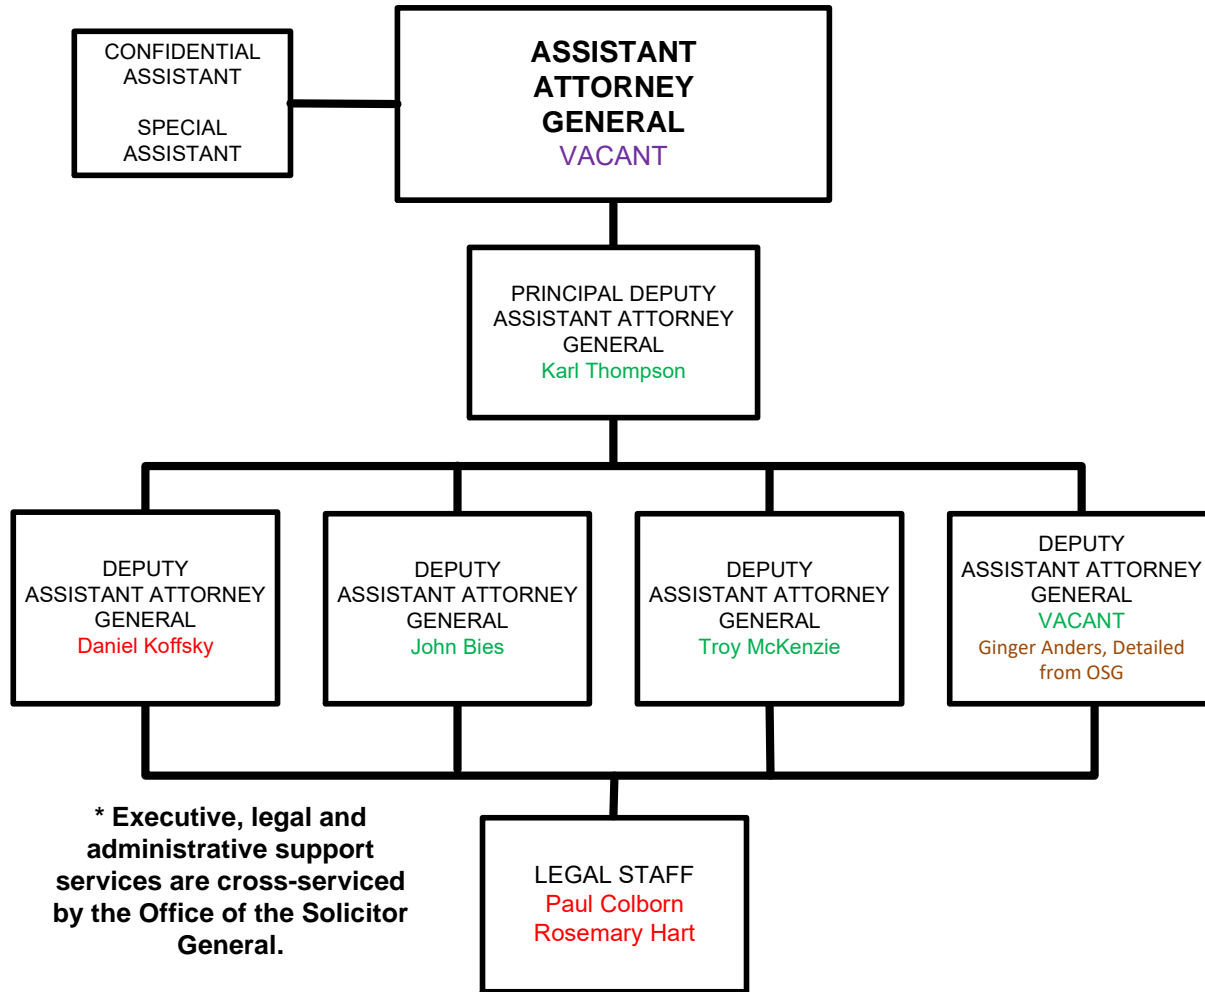 CONFIDENTIAL
ASSISTANT
SPECIAL
ASSISTANT
ASSISTANT
ATTORNEY
GENERAL
VACANT
PRINCIPAL DEPUTY
ASSISTANT ATTORNEY
GENERAL
Karl Thompson
DEPUTY
ASSISTANT ATTORNEY
GENERAL
Daniel Koffsky
DEPUTY
ASSISTANT ATTORNEY
GENERAL
John Bies
DEPUTY
ASSISTANT ATTORNEY
GENERAL
Troy McKenzie
DEPUTY
ASSISTANT ATTORNEY
GENERAL
VACANT
Ginger Anders, Detailed
from OSG
* Executive, legal and
administrative support
services are cross-serviced
by the Office of the Solicitor
General.
LEGAL STAFF
Paul Colborn
Rosemary Hart